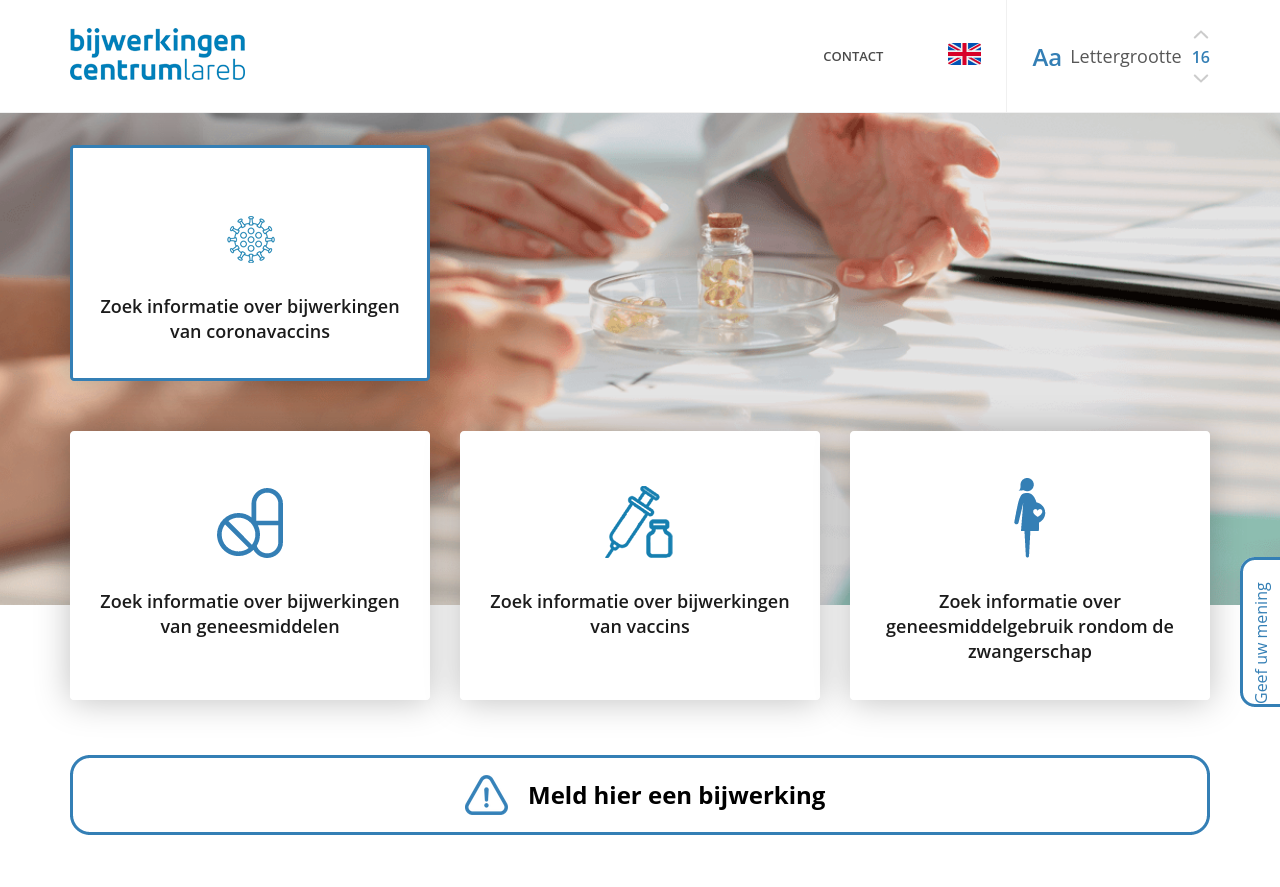 bijwerkingen
centrumlareb
CONTACT
Aa Lettergrootte 16
Zoek informatie over bijwerkingen
van coronavaccins
Zoek informatie over bijwerkingen
van geneesmiddelen
Zoek informatie over bijwerkingen
van vaccins
Zoek informatie over
geneesmiddelgebruik rondom de
zwangerschap
Geef uw mening
Meld hier een bijwerking